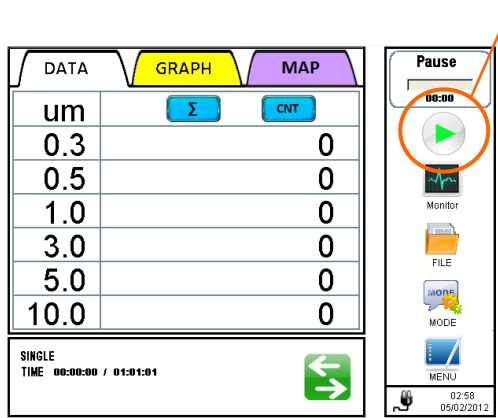 DATA GRAPH MAP
um Σ CNT
0.3 0
0.5 0
1.0 0
3.0 0
5.0 0
10.0 0
SINGLE
TIME 00:00:00 / 01:01:01
Pause
00:00
Monitor
FILE
MODE
MODE
MENU
02:58
05/02/2012